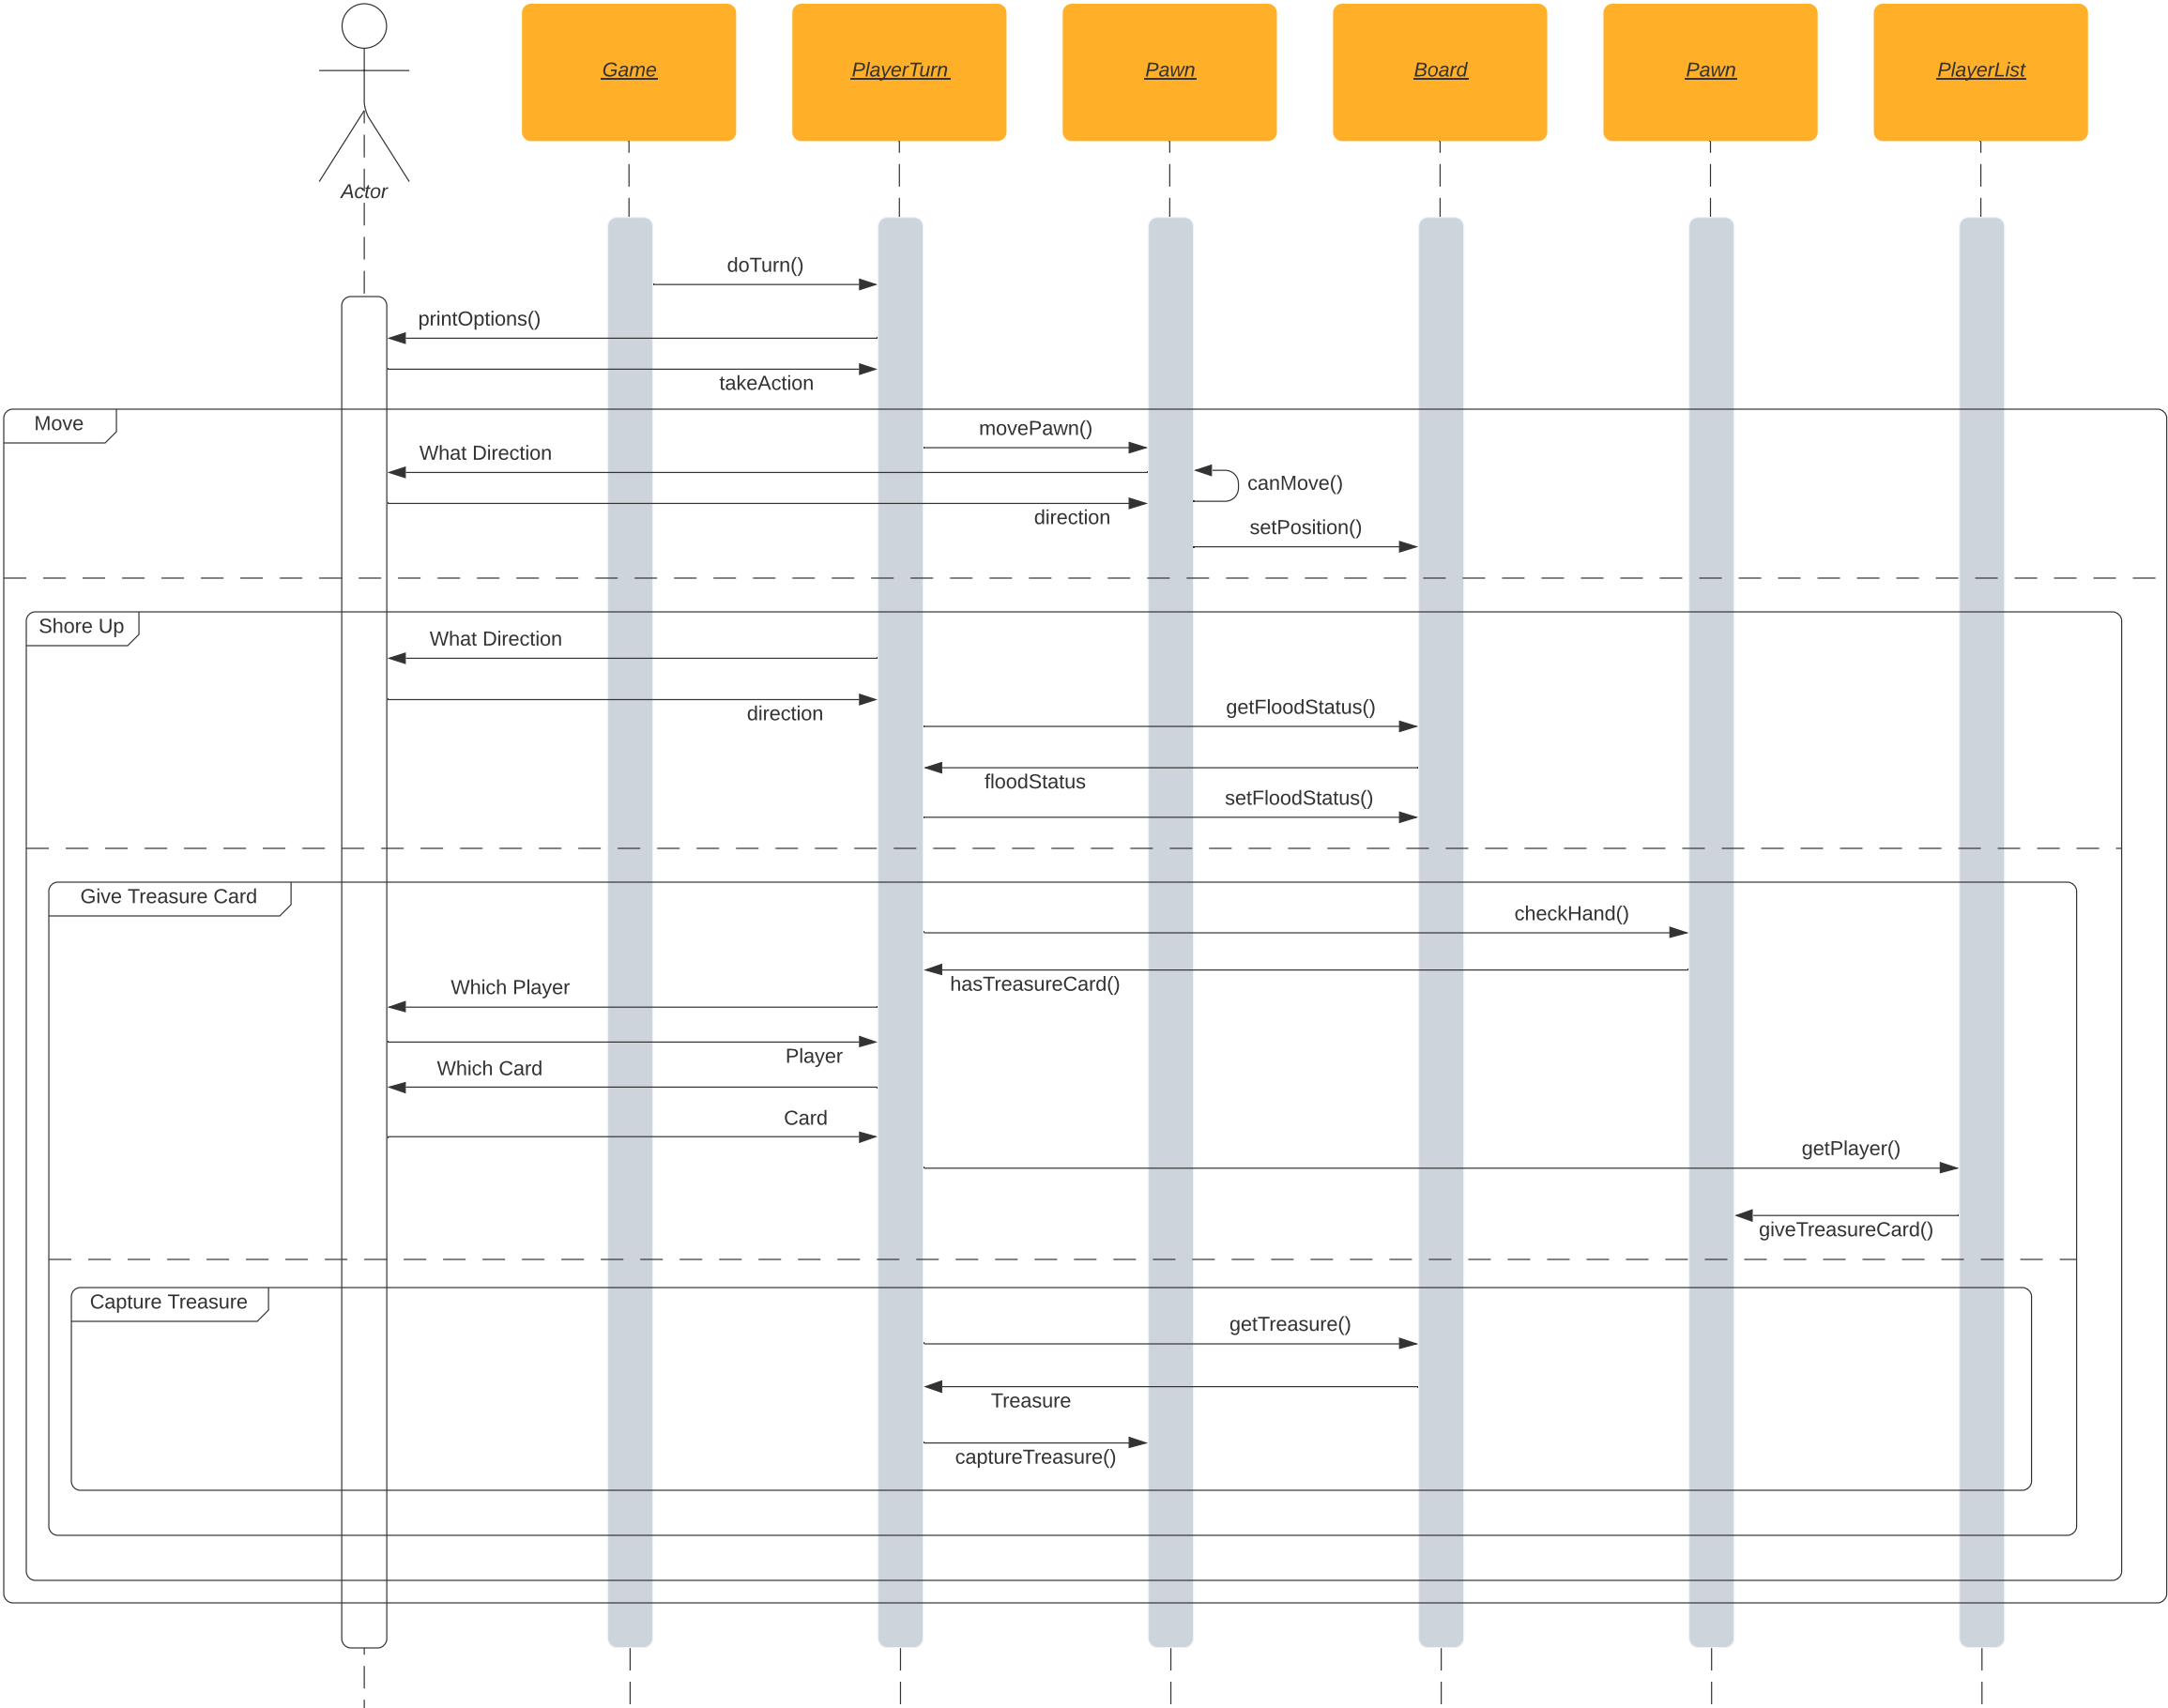 Game
PlayerTurn
Pawn
Board
Pawn
PlayerList
Actor
doTurn()
printOptions()
takeAction
Move
movePawn()
What Direction
canMove()
direction
setPosition()
Shore Up
What Direction
direction
getFloodStatus()
floodStatus
setFloodStatus()
Give Treasure Card
checkHand()
hasTreasureCard()
Which Player
Player
Which Card
Card
getPlayer()
giveTreasureCard()
Capture Treasure
getTreasure()
Treasure
captureTreasure()